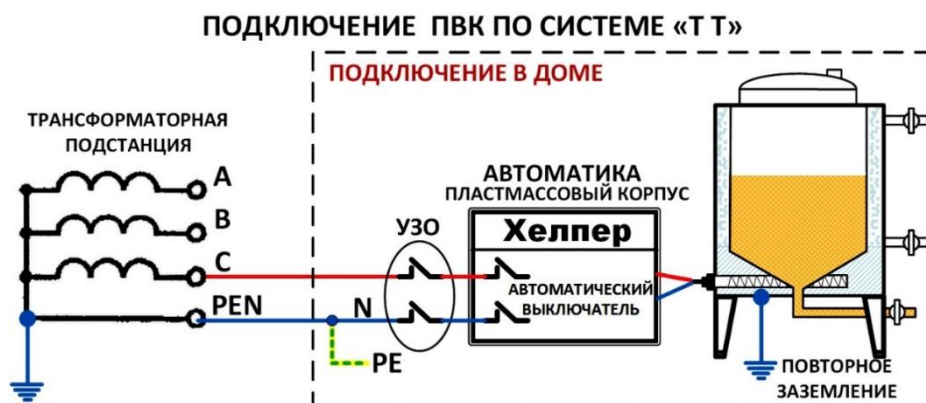 ПОДКЛЮЧЕНИЕ ПВК ПО СИСТЕМЕ «Т Т»
ПОДКЛЮЧЕНИЕ В ДОМЕ
ТРАНСФОРМАТОРНАЯ
ПОДСТАНЦИЯ
A
B
C
PEN
N
PE
УЗО
АВТОМАТИКА
ПЛАСТМАССОВЫЙ КОРПУС
Хелпер
АВТОМАТИЧЕСКИЙ
ВЫКЛЮЧАТЕЛЬ
ПОВТОРНОЕ
ЗАЗЕМЛЕНИЕ